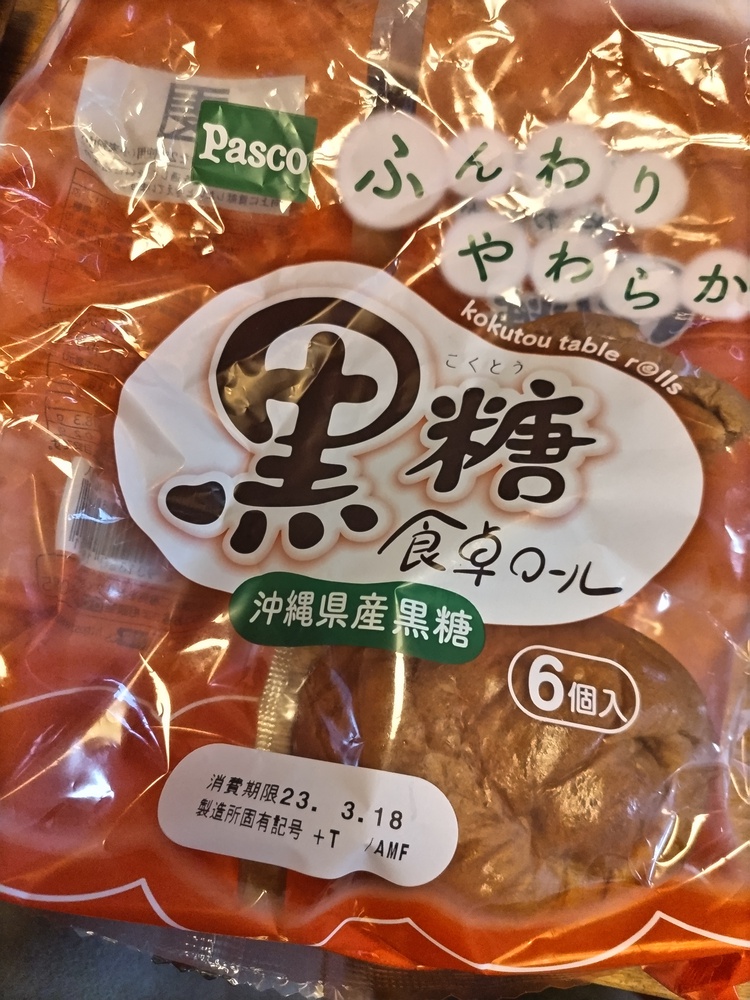 Pasco
ふんわり
やわらか
kokutou table rolls
こくとう
黒糖
食卓ロール
沖縄県産黒糖
6個入
消費期限23. 3.18
製造所固有記号 +T /AMF